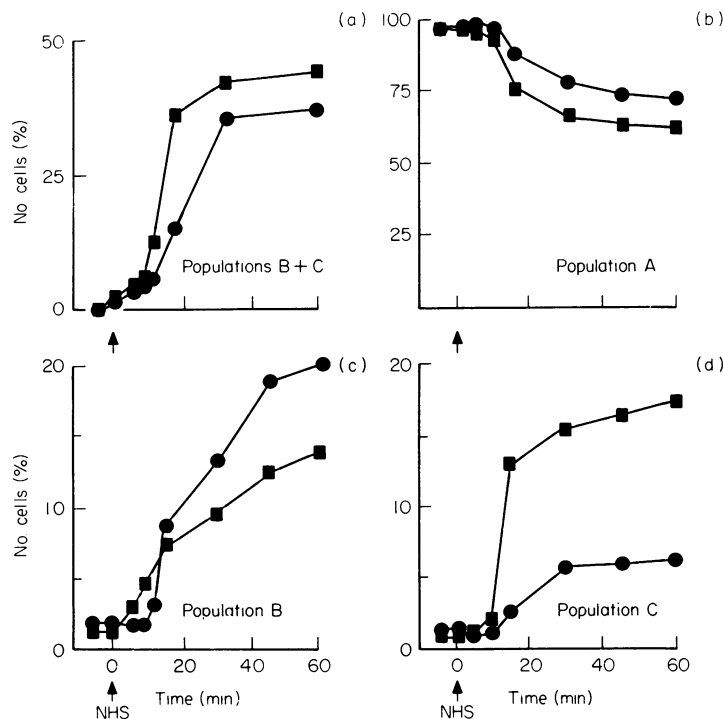 (a)
50
25
0
No cells (%)
Populations B + C
(b)
100
75
50
25
Population A
(c)
20
10
0
No cells (%)
Population B
0 20 40 60
Time (min)
NHS
(d)
20
10
0
Population C
0 20 40 60
Time (min)
NHS